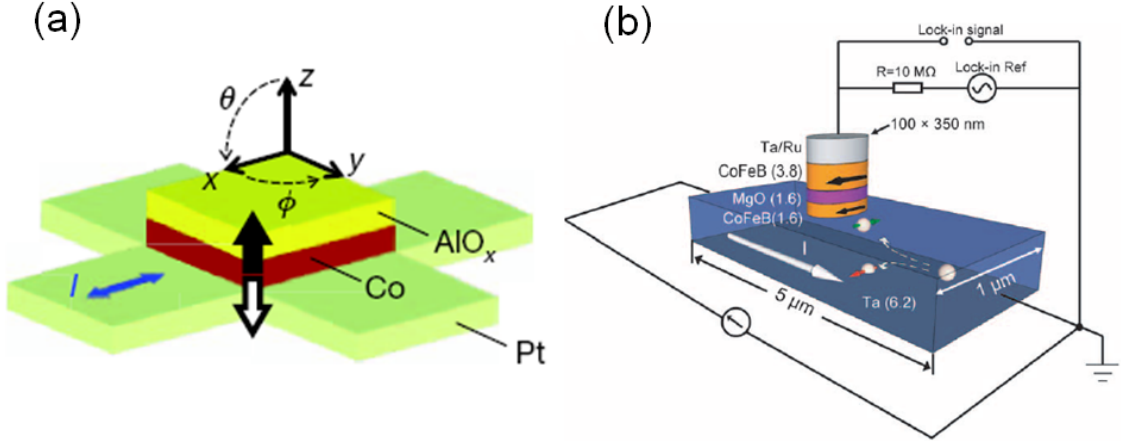 (a)
θ
z
x
y
ϕ
AlOx
I
Co
Pt
(b)
Lock-in signal
R=10 MΩ
Lock-in Ref
100 × 350 nm
Ta/Ru
CoFeB (3.8)
MgO (1.6)
CoFeB(1.6)
I
Ta (6.2)
5 μm
1 μm